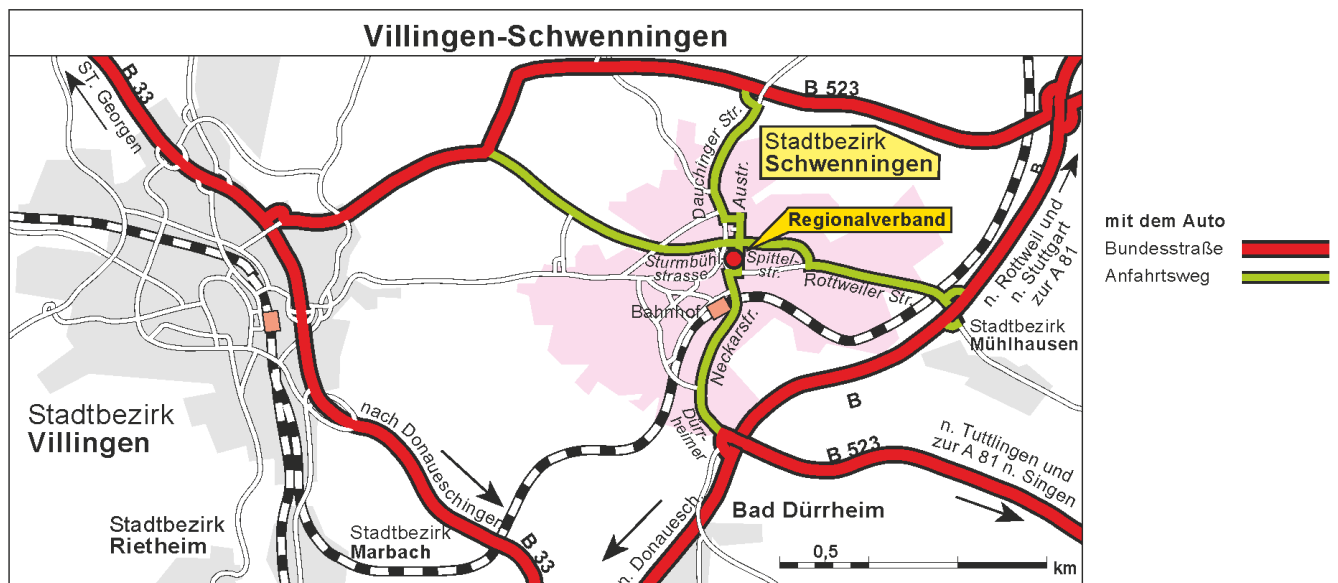 Villingen-Schwenningen
B 33
ST. Georgen
B 523
Dauchinger Str.
Austr.
Stadtbezirk
Schwenningen
Regionalverband
Sturmbühl-
strasse
Spittel-
str.
Rottweiler Str.
Bahnhof
Neckarstr.
Dürr-
heimer
B
n. Rottweil und
n. Stuttgart
zur A 81
Stadtbezirk
Mühlhausen
mit dem Auto
Bundesstraße
Anfahrtsweg
Stadtbezirk
Villingen
nach Donaueschingen
B
B 523
n. Tuttlingen und
zur A 81 n. Singen
Stadtbezirk
Rietheim
Stadtbezirk
Marbach
B 33
n. Donauesch.
Bad Dürrheim
0,5
km